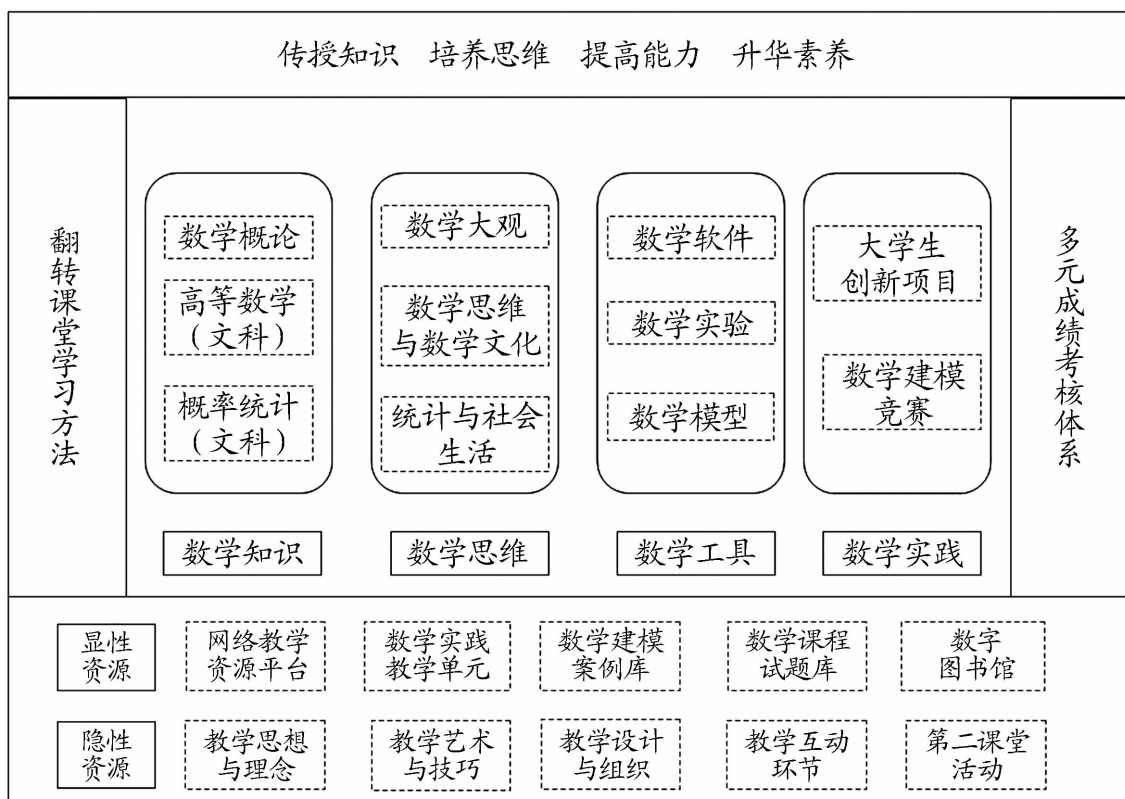 传授知识 培养思维 提高能力 升华素养
翻转课堂学习方法
数学概论
高等数学
（文科）
概率统计
（文科）
数学知识
数学大观
数学思维
与数学文化
统计与社会
生活
数学思维
数学软件
数学实验
数学模型
数学工具
大学生
创新项目
数学建模
竞赛
数学实践
多元成绩考核体系
显性
资源
网络教学
资源平台
数学实践
教学单元
数学建模
案例库
数学课程
试题库
数字
图书馆
隐性
资源
教学思想
与理念
教学艺术
与技巧
教学设计
与组织
教学互动
环节
第二课堂
活动